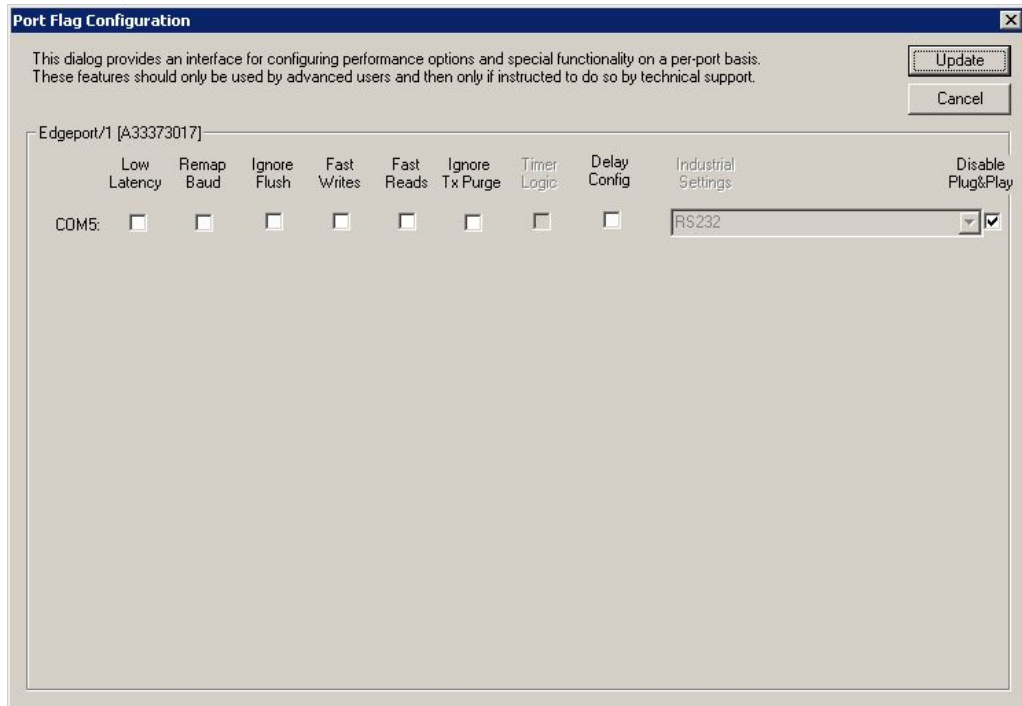 Port Flag Configuration
This dialog provides an interface for configuring performance options and special functionality on a per-port basis.
These features should only be used by advanced users and then only if instructed to do so by technical support.
Update
Cancel
Edgeport/1 [A33373017]
Low Latency
Remap Baud
Ignore Flush
Fast Writes
Fast Reads
Ignore Tx Purge
Timer Logic
Delay Config
Industrial Settings
Disable Plug&Play
COM5:
RS232